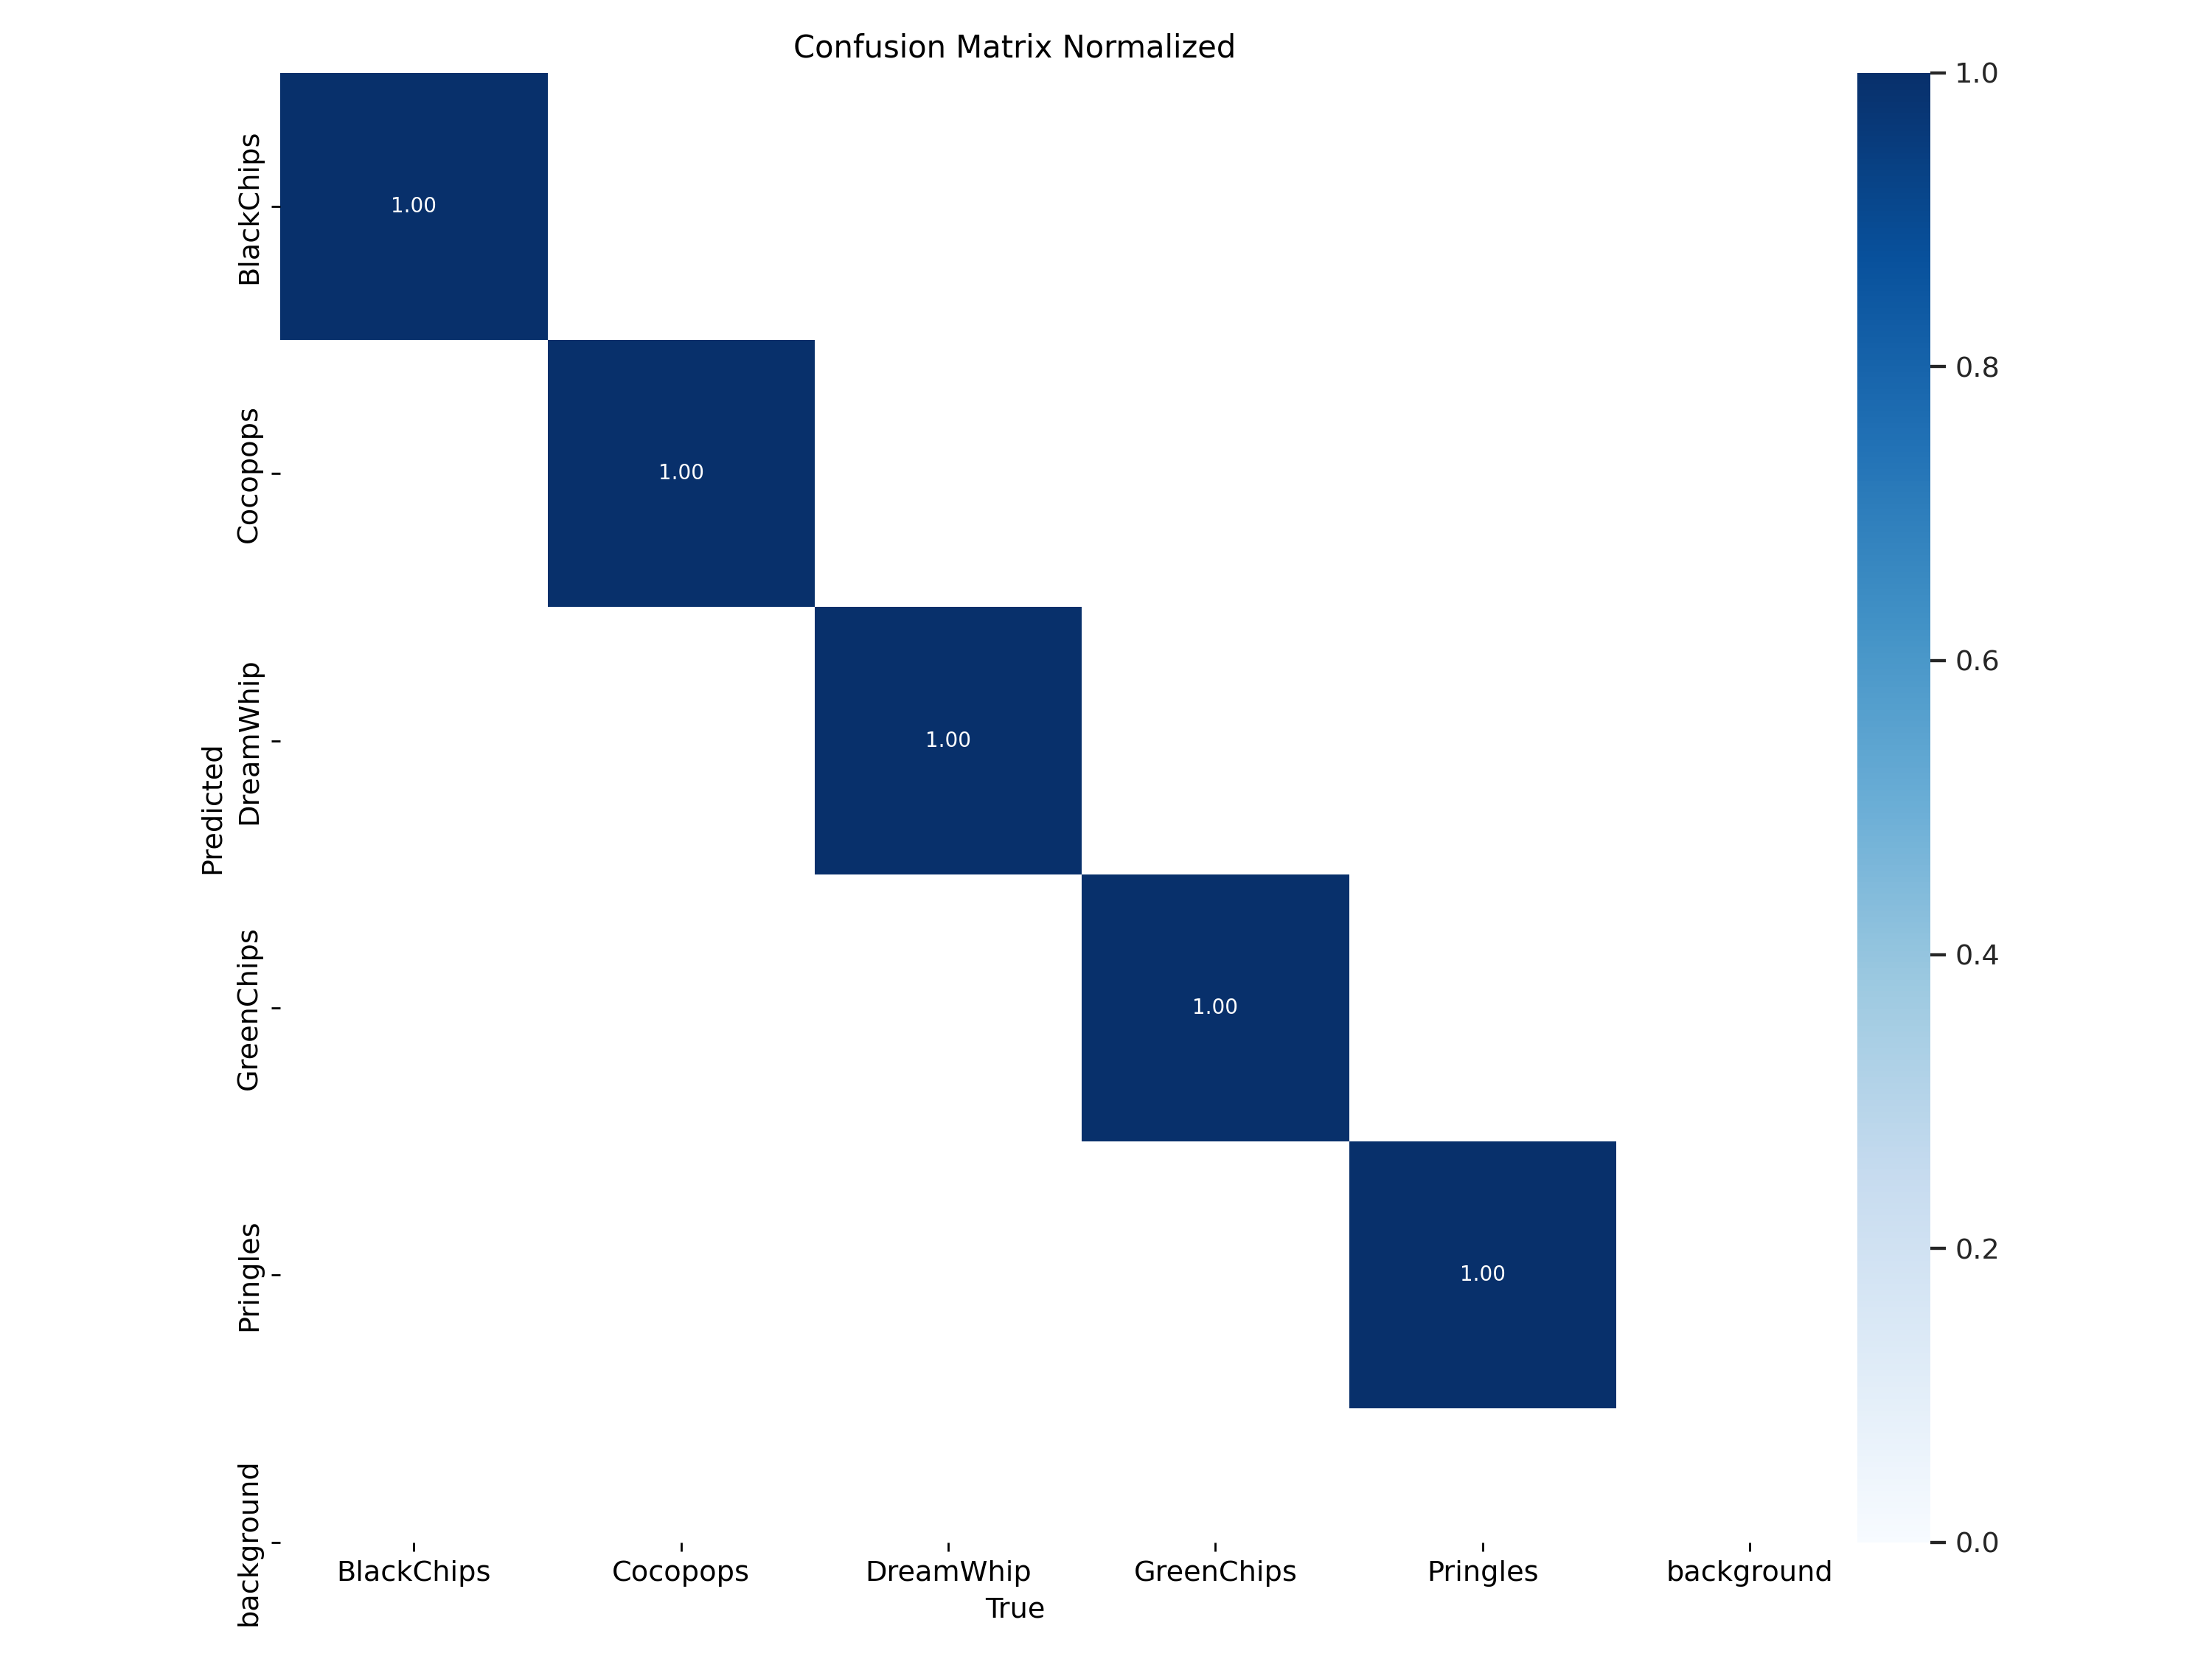 Confusion Matrix Normalized
BlackChips
Cocopops
DreamWhip
GreenChips
Pringles
background
Predicted
1.00
1.00
1.00
1.00
1.00
BlackChips Cocopops DreamWhip GreenChips Pringles background
True
1.0
0.8
0.6
0.4
0.2
0.0